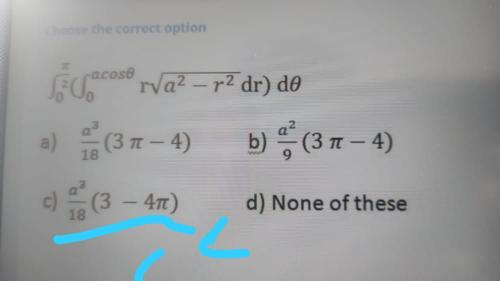 Choose the correct option
∫₀^(π/2) (∫₀^(acosθ) r√(a² − r²) dr) dθ
a) a³/18 (3 π − 4) b) a²/9 (3 π − 4)
c) a³/18 (3 − 4π) d) None of these